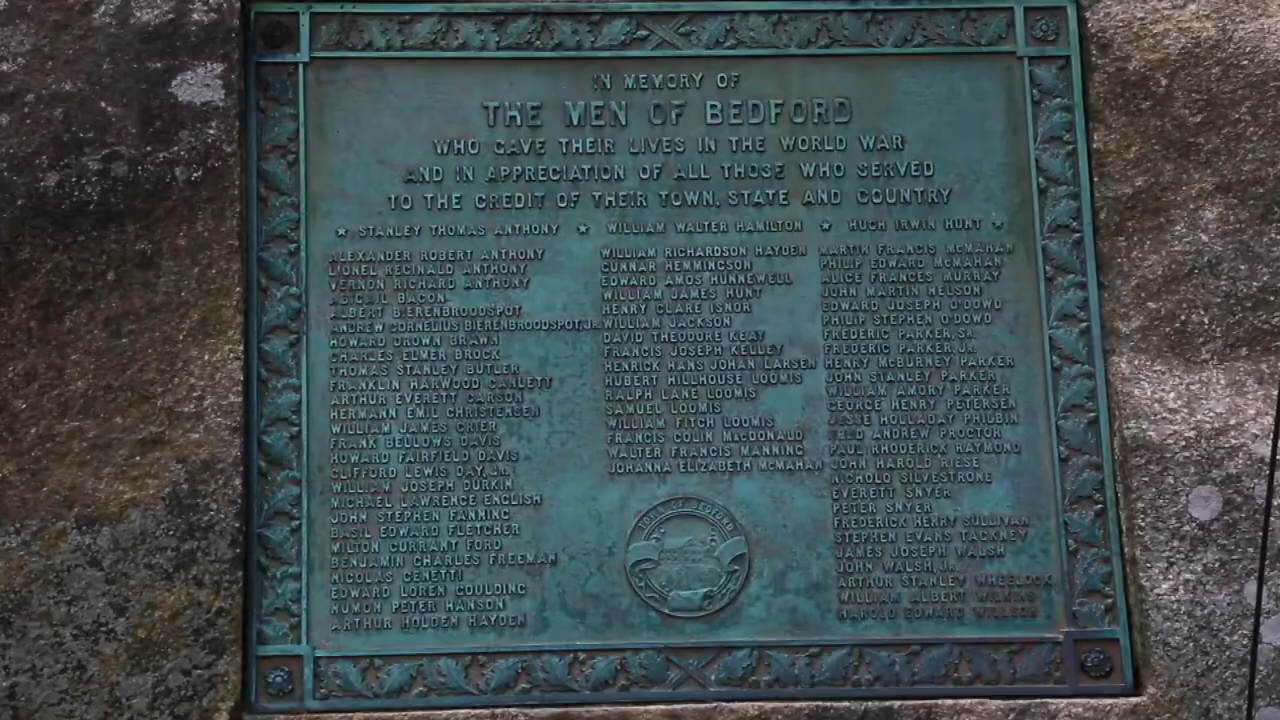 IN MEMORY OF
THE MEN OF BEDFORD
WHO GAVE THEIR LIVES IN THE WORLD WAR
AND IN APPRECIATION OF ALL THOSE WHO SERVED
TO THE CREDIT OF THEIR TOWN, STATE AND COUNTRY
★ STANLEY THOMAS ANTHONY ★ WILLIAM WALTER HAMILTON ★ HUGH IRWIN HUNT ★
ALEXANDER ROBERT ANTHONY
LIONEL REGINALD ANTHONY
VERNON RICHARD ANTHONY
ABIGAIL BACON
ALBERT BIERENBROODSPOT
ANDREW CORNELIUS BIERENBROODSPOT, JR.
HOWARD BROWN
CHARLES ELMER BROCK
THOMAS STANLEY BUTLER
FRANKLIN HARWOOD
ARTHUR EVERETT CARSON
HERMANN EMIL CHRISTENSEN
WILLIAM JAMES
FRANK BELLOWS DAVIS
HOWARD FAIRFIELD DAVIS
CLIFFORD LEWIS DAY, JR.
WILLIAM JOSEPH DURKIN
MICHAEL LAWRENCE ENGLISH
JOHN STEPHEN FANNING
BASIL EDWARD FLETCHER
MILTON CURRANT FORD
BENJAMIN CHARLES FREEMAN
NICOLAS GENETTI
EDWARD LOREN GOULDING
PETER HANSON
ARTHUR HOLDEN HAYDEN
WILLIAM RICHARDSON HAYDEN
GUNNAR HEMMINGSON
EDWARD AMOS HUNNEWELL
WILLIAM JAMES HUNT
HENRY CLARE ISNOR
WILLIAM JACKSON
DAVID THEODORE KEAY
FRANCIS JOSEPH KELLEY
HENRICK HANS JOHAN LARSEN
HUBERT HILLHOUSE LOOMIS
RALPH LANE LOOMIS
SAMUEL LOOMIS
WILLIAM FITCH LOOMIS
FRANCIS COLIN MACDONALD
WALTER FRANCIS MANNING
JOHANNA ELIZABETH MCMAHAN
TOWN OF BEDFORD
MARTIN FRANCIS MCMAHAN
PHILIP EDWARD MCMAHAN
ALICE FRANCES MURRAY
JOHN MARTIN NELSON
EDWARD JOSEPH O'DOWD
PHILIP STEPHEN O'DOWD
FREDERIC PARKER, SR.
FREDERIC PARKER, JR.
HENRY MCBURNEY PARKER
JOHN STANLEY PARKER
WILLIAM AMORY PARKER
GEORGE HENRY PETERSEN
JESSE HOLLADAY PHILBIN
ANDREW PROCTOR
PAUL RHODERICK RAYMOND
JOHN HAROLD RIESE
NICHOLO SILVESTRONE
EVERETT SNYER
PETER SNYER
FREDERICK HENRY SULLIVAN
STEPHEN EVANS TACKNEY
JAMES JOSEPH WALSH
JOHN WALSH, JR.
ARTHUR STANLEY WHEELOCK
WILLIAM ALBERT WILKINS
HAROLD EDWARD